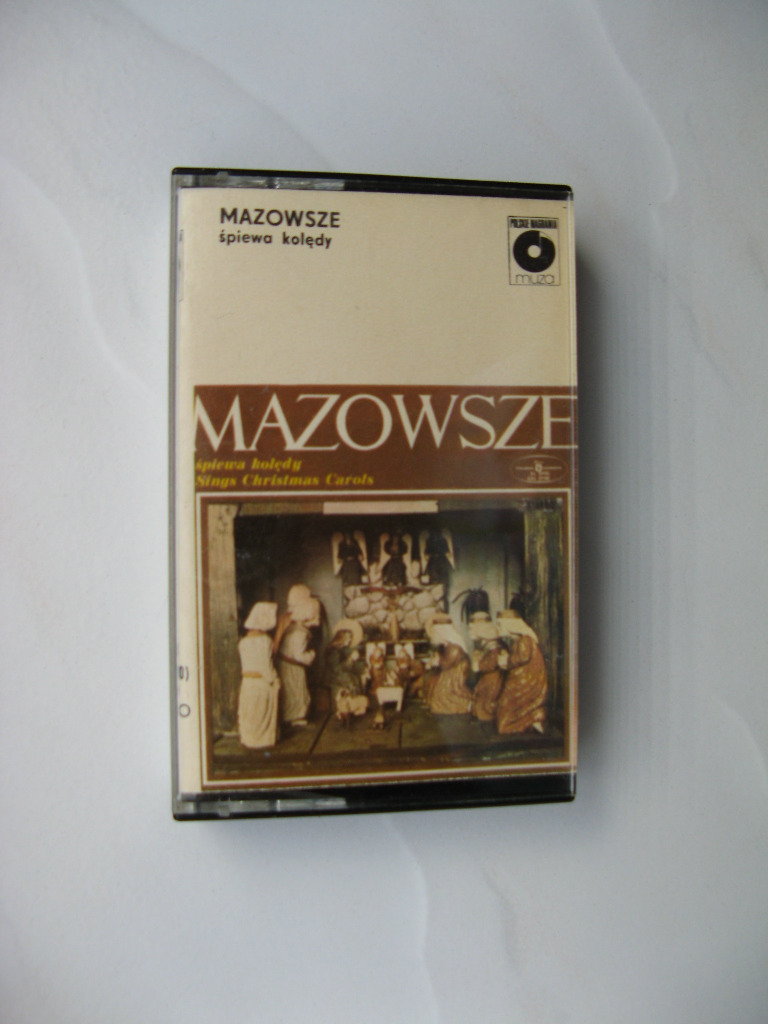 MAZOWSZE
śpiewa kolędy
POLSKIE NAGRANIA
muza
MAZOWSZE
śpiewa kolędy
Sings Christmas Carols